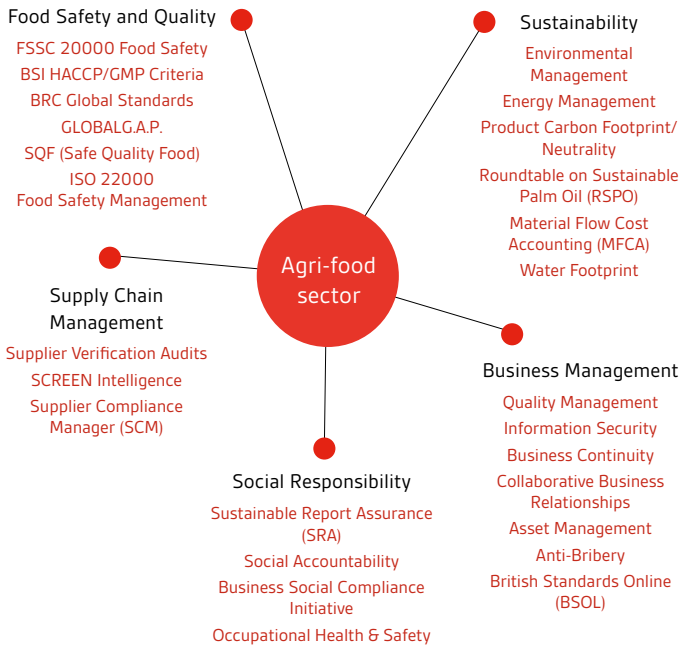 Food Safety and Quality
FSSC 20000 Food Safety
BSI HACCP/GMP Criteria
BRC Global Standards
GLOBALG.A.P.
SQF (Safe Quality Food)
ISO 22000
Food Safety Management
Sustainability
Environmental
Management
Energy Management
Product Carbon Footprint/
Neutrality
Roundtable on Sustainable
Palm Oil (RSPO)
Material Flow Cost
Accounting (MFCA)
Water Footprint
Agri-food
sector
Supply Chain
Management
Supplier Verification Audits
SCREEN Intelligence
Supplier Compliance
Manager (SCM)
Business Management
Quality Management
Information Security
Business Continuity
Collaborative Business
Relationships
Asset Management
Anti-Bribery
British Standards Online
(BSOL)
Social Responsibility
Sustainable Report Assurance
(SRA)
Social Accountability
Business Social Compliance
Initiative
Occupational Health & Safety